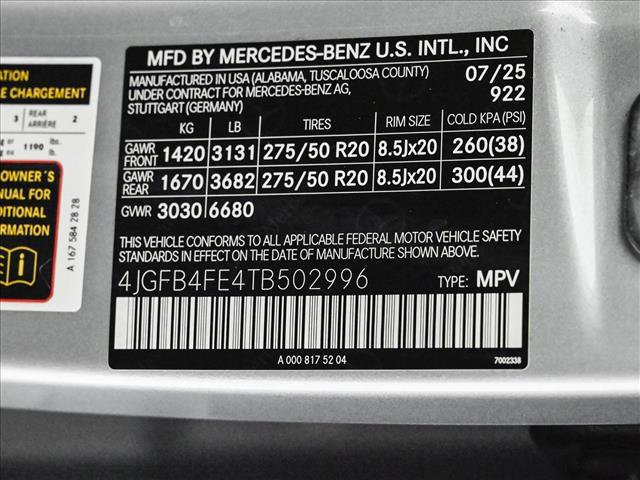 ATION
E CHARGEMENT
3 REAR ARRIÈRE 2
1190 lbs.
lb.
OWNER'S
ANUAL FOR
DDITIONAL
ORMATION
A 167 584 28 28
MFD BY MERCEDES-BENZ U.S. INTL., INC
MANUFACTURED IN USA (ALABAMA, TUSCALOOSA COUNTY) 07/25
UNDER CONTRACT FOR MERCEDES-BENZ AG, 922
STUTTGART (GERMANY)
KG LB TIRES RIM SIZE COLD KPA (PSI)
GAWR FRONT 1420 3131 275/50 R20 8.5Jx20 260(38)
GAWR REAR 1670 3682 275/50 R20 8.5Jx20 300(44)
GVWR 3030 6680
THIS VEHICLE CONFORMS TO ALL APPLICABLE FEDERAL MOTOR VEHICLE SAFETY
STANDARDS IN EFFECT ON THE DATE OF MANUFACTURE SHOWN ABOVE.
4JGFB4FE4TB502996 TYPE: MPV
A 000 817 52 04 7002338